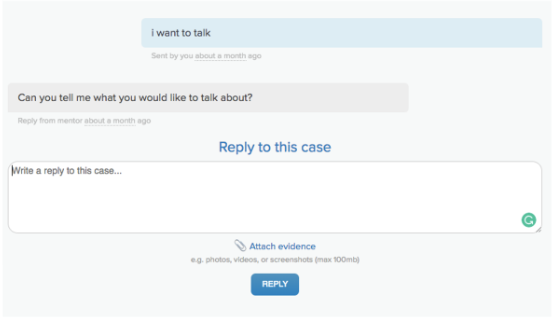 i want to talk
Sent by you about a month ago
Can you tell me what you would like to talk about?
Reply from mentor about a month ago
Reply to this case
Write a reply to this case...
Attach evidence
e.g. photos, videos, or screenshots (max 100mb)
REPLY